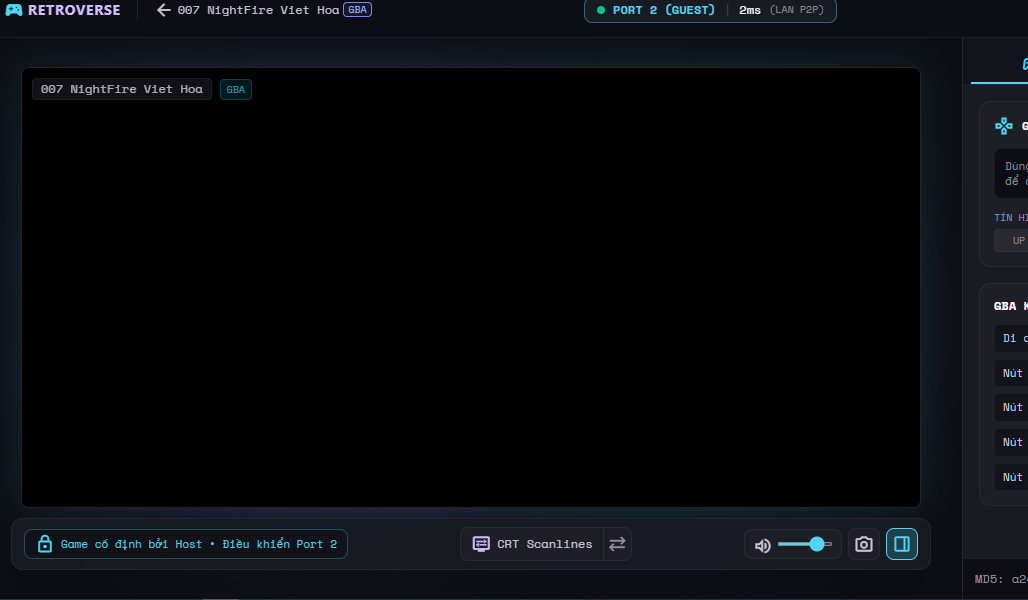 RETROVERSE
007 NightFire Viet Hoa GBA
PORT 2 (GUEST) 2ms (LAN P2P)
007 NightFire Viet Hoa GBA
Dùng
để
TÍN HI
UP
GBA K
Di c
Nút
Nút
Nút
Nút
Game cố định bởi Host • Điều khiển Port 2
CRT Scanlines
MD5: a24